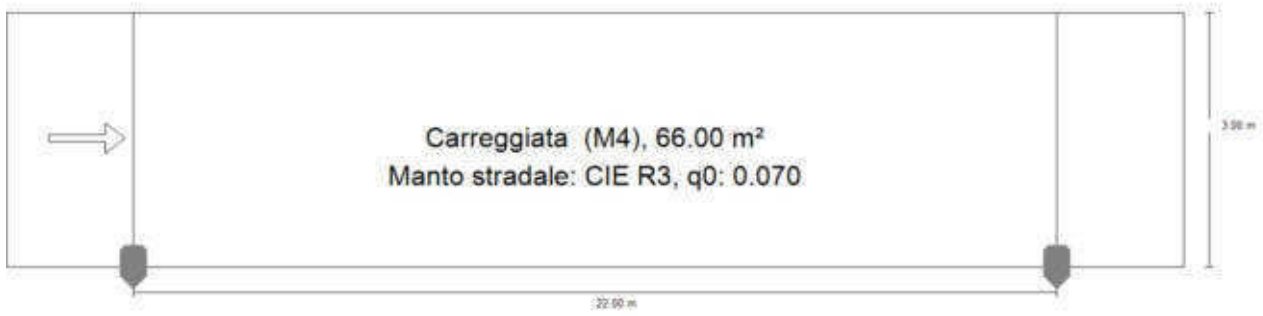 Carreggiata (M4), 66.00 m²
Manto stradale: CIE R3, q0: 0.070
3.00 m
22.00 m